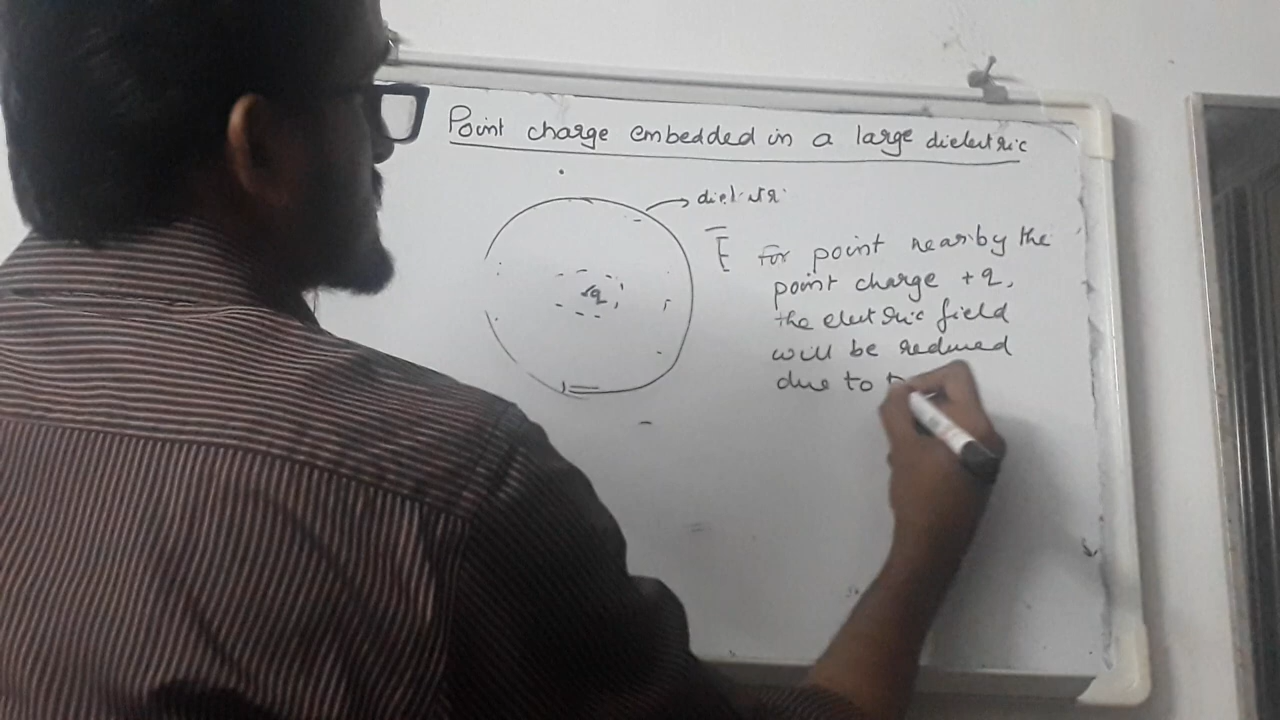 Point charge embedded in a large dielectric
+q
E
For point nearby the
point charge +q,
the electric field
will be reduced
due to